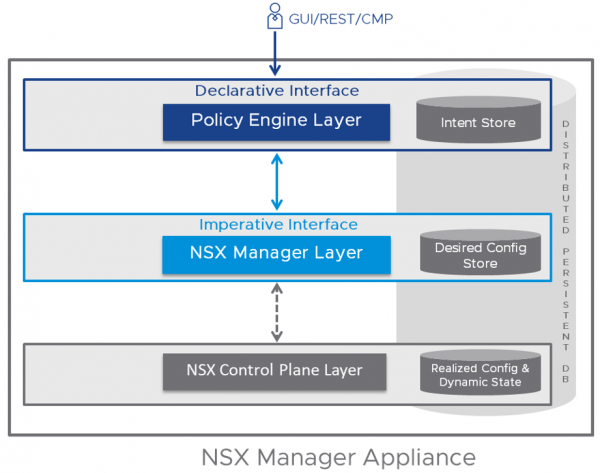 GUI/REST/CMP
Declarative Interface
Policy Engine Layer
Intent Store
Imperative Interface
NSX Manager Layer
Desired Config
Store
NSX Control Plane Layer
Realized Config &
Dynamic State
DISTRIBUTED PERSISTENT DB
NSX Manager Appliance